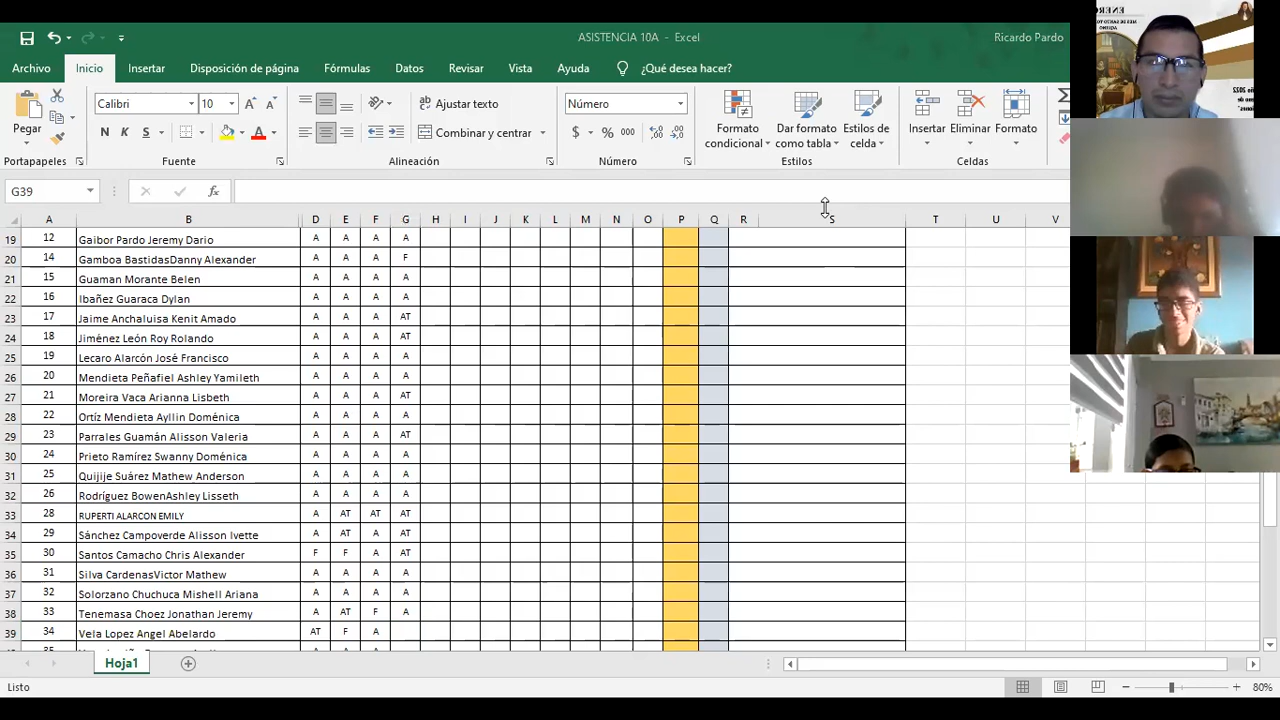 ASISTENCIA 10A - Excel
Ricardo Pardo
Archivo Inicio Insertar Disposición de página Fórmulas Datos Revisar Vista Ayuda ¿Qué desea hacer?
Calibri 10 Ajustar texto Número
Pegar N K S A Combinar y centrar $ % 000 Formato condicional Dar formato como tabla Estilos de celda Insertar Eliminar Formato
Portapapeles Fuente Alineación Número Estilos Celdas
G39 fx
A B D E F G H I J K L M N O P Q R S T U V
19 12 Gaibor Pardo Jeremy Dario A A A A
20 14 Gamboa BastidasDanny Alexander A A A F
21 15 Guaman Morante Belen A A A A
22 16 Ibañez Guaraca Dylan A A A A
23 17 Jaime Anchaluisa Kenit Amado A A A AT
24 18 Jiménez León Roy Rolando A A A AT
25 19 Lecaro Alarcón José Francisco A A A A
26 20 Mendieta Peñafiel Ashley Yamileth A A A A
27 21 Moreira Vaca Arianna Lisbeth A A A AT
28 22 Ortíz Mendieta Ayllin Doménica A A A A
29 23 Parrales Guamán Alisson Valeria A A A AT
30 24 Prieto Ramírez Swanny Doménica A A A A
31 25 Quijije Suárez Mathew Anderson A A A A
32 26 Rodríguez BowenAshley Lisseth A A A A
33 28 RUPERTI ALARCON EMILY A AT AT AT
34 29 Sánchez Campoverde Alisson Ivette A AT A AT
35 30 Santos Camacho Chris Alexander F F A AT
36 31 Silva CardenasVictor Mathew A A A A
37 32 Solorzano Chuchuca Mishell Ariana A A A A
38 33 Tenemasa Choez Jonathan Jeremy A AT F A
39 34 Vela Lopez Angel Abelardo AT F A
Hoja1
Listo
80%
ENERO